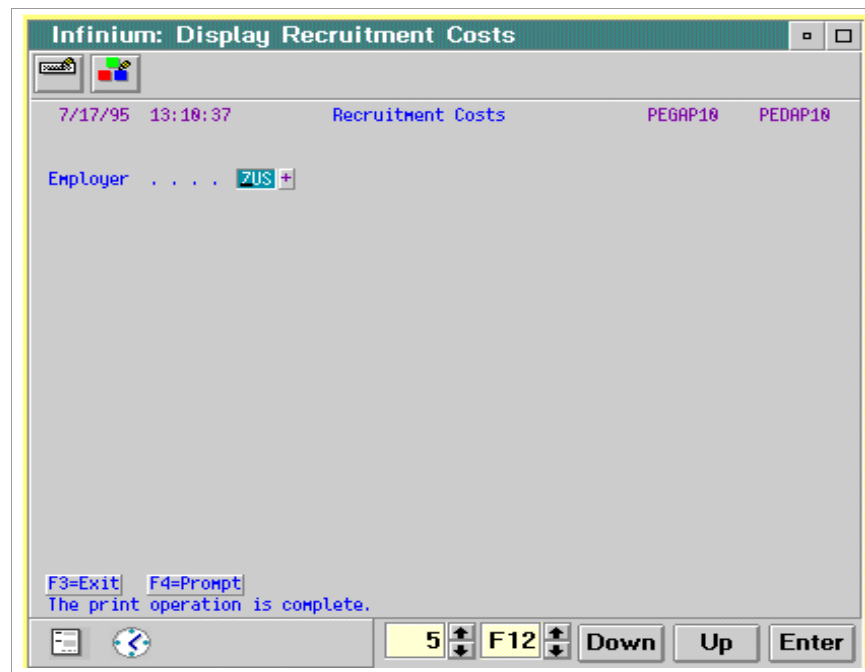 Infinium: Display Recruitment Costs
7/17/95 13:10:37 Recruitment Costs PEGAP10 PEDAP10
Employer . . . . ZUS +
F3=Exit F4=Prompt
The print operation is complete.
5 F12 Down Up Enter